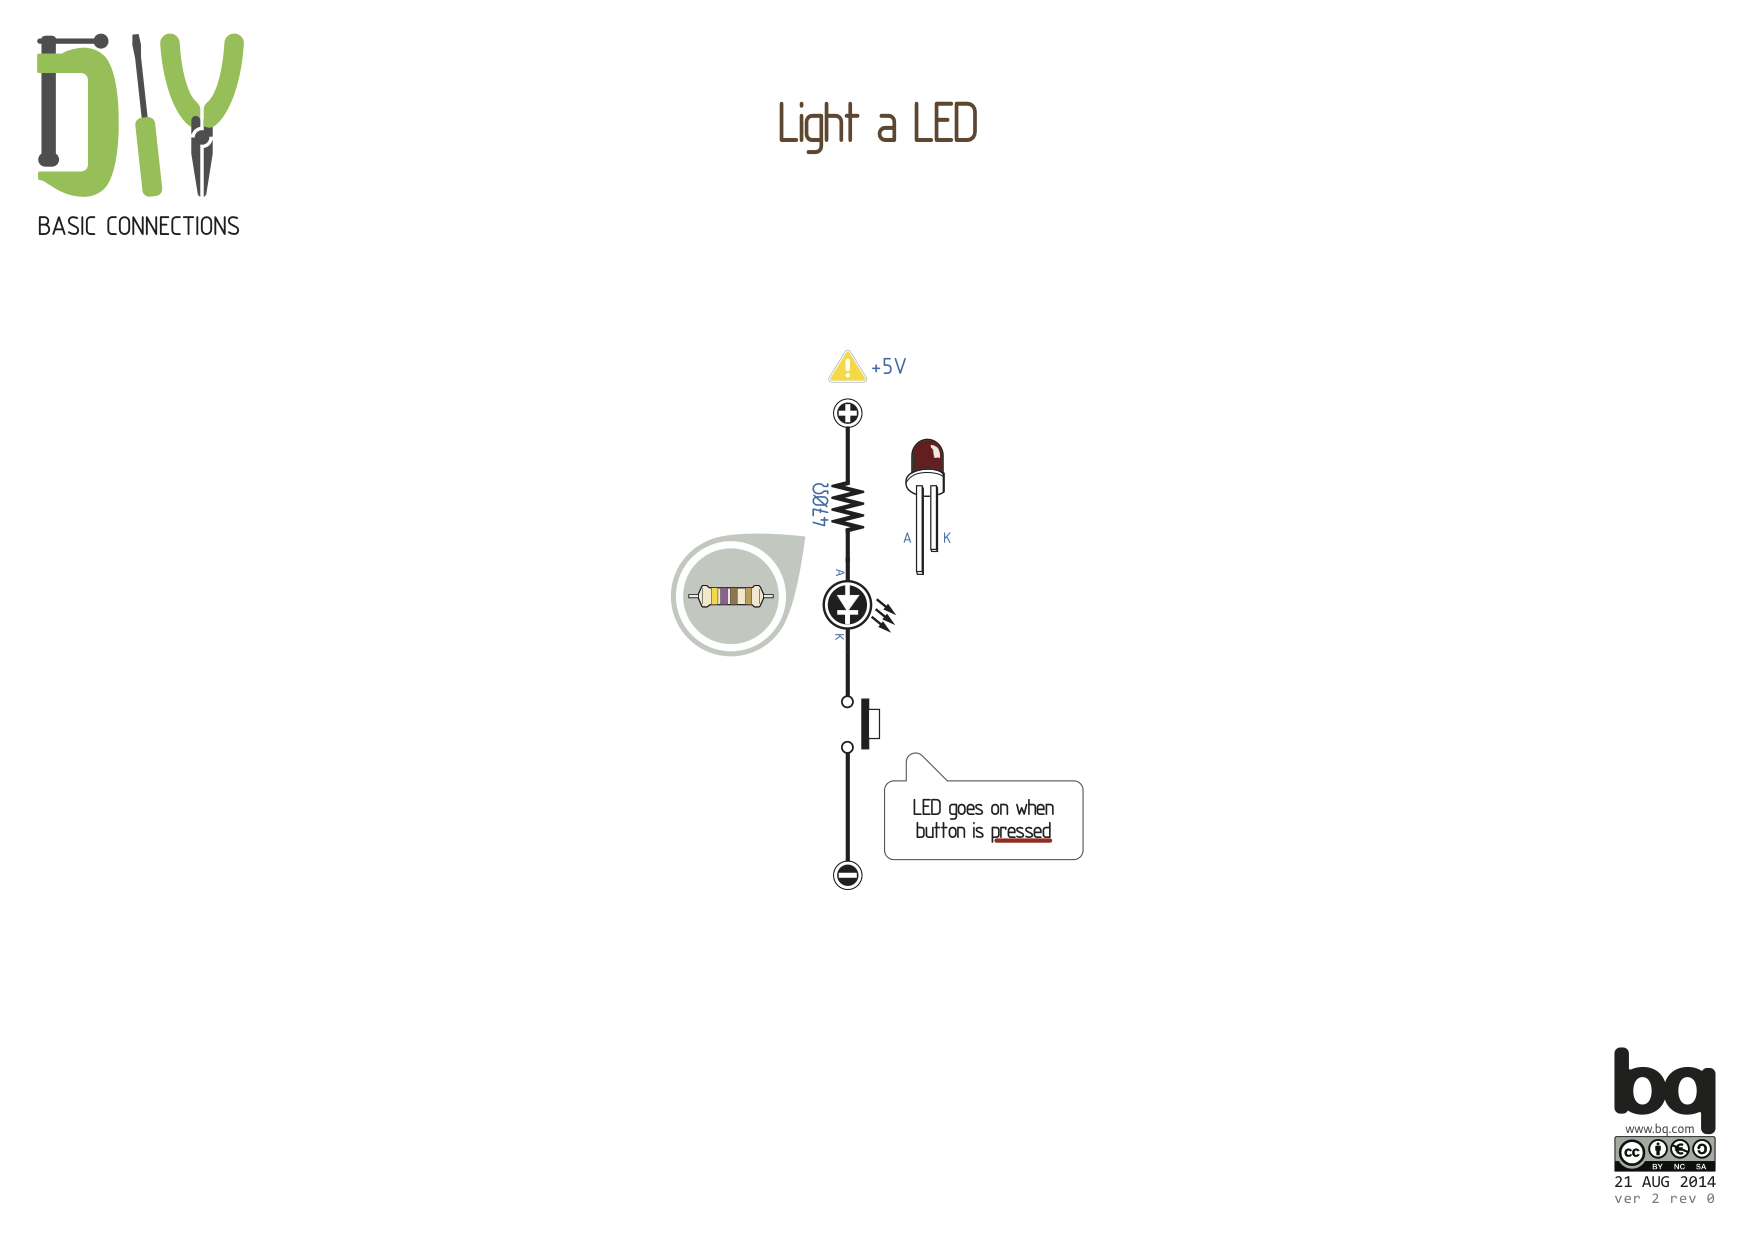 DIY
BASIC CONNECTIONS
Light a LED
+5V
470Ω
A
K
A
K
LED goes on when
button is pressed
bq
www.bq.com
cc
BY NC SA
21 AUG 2014
ver 2 rev 0